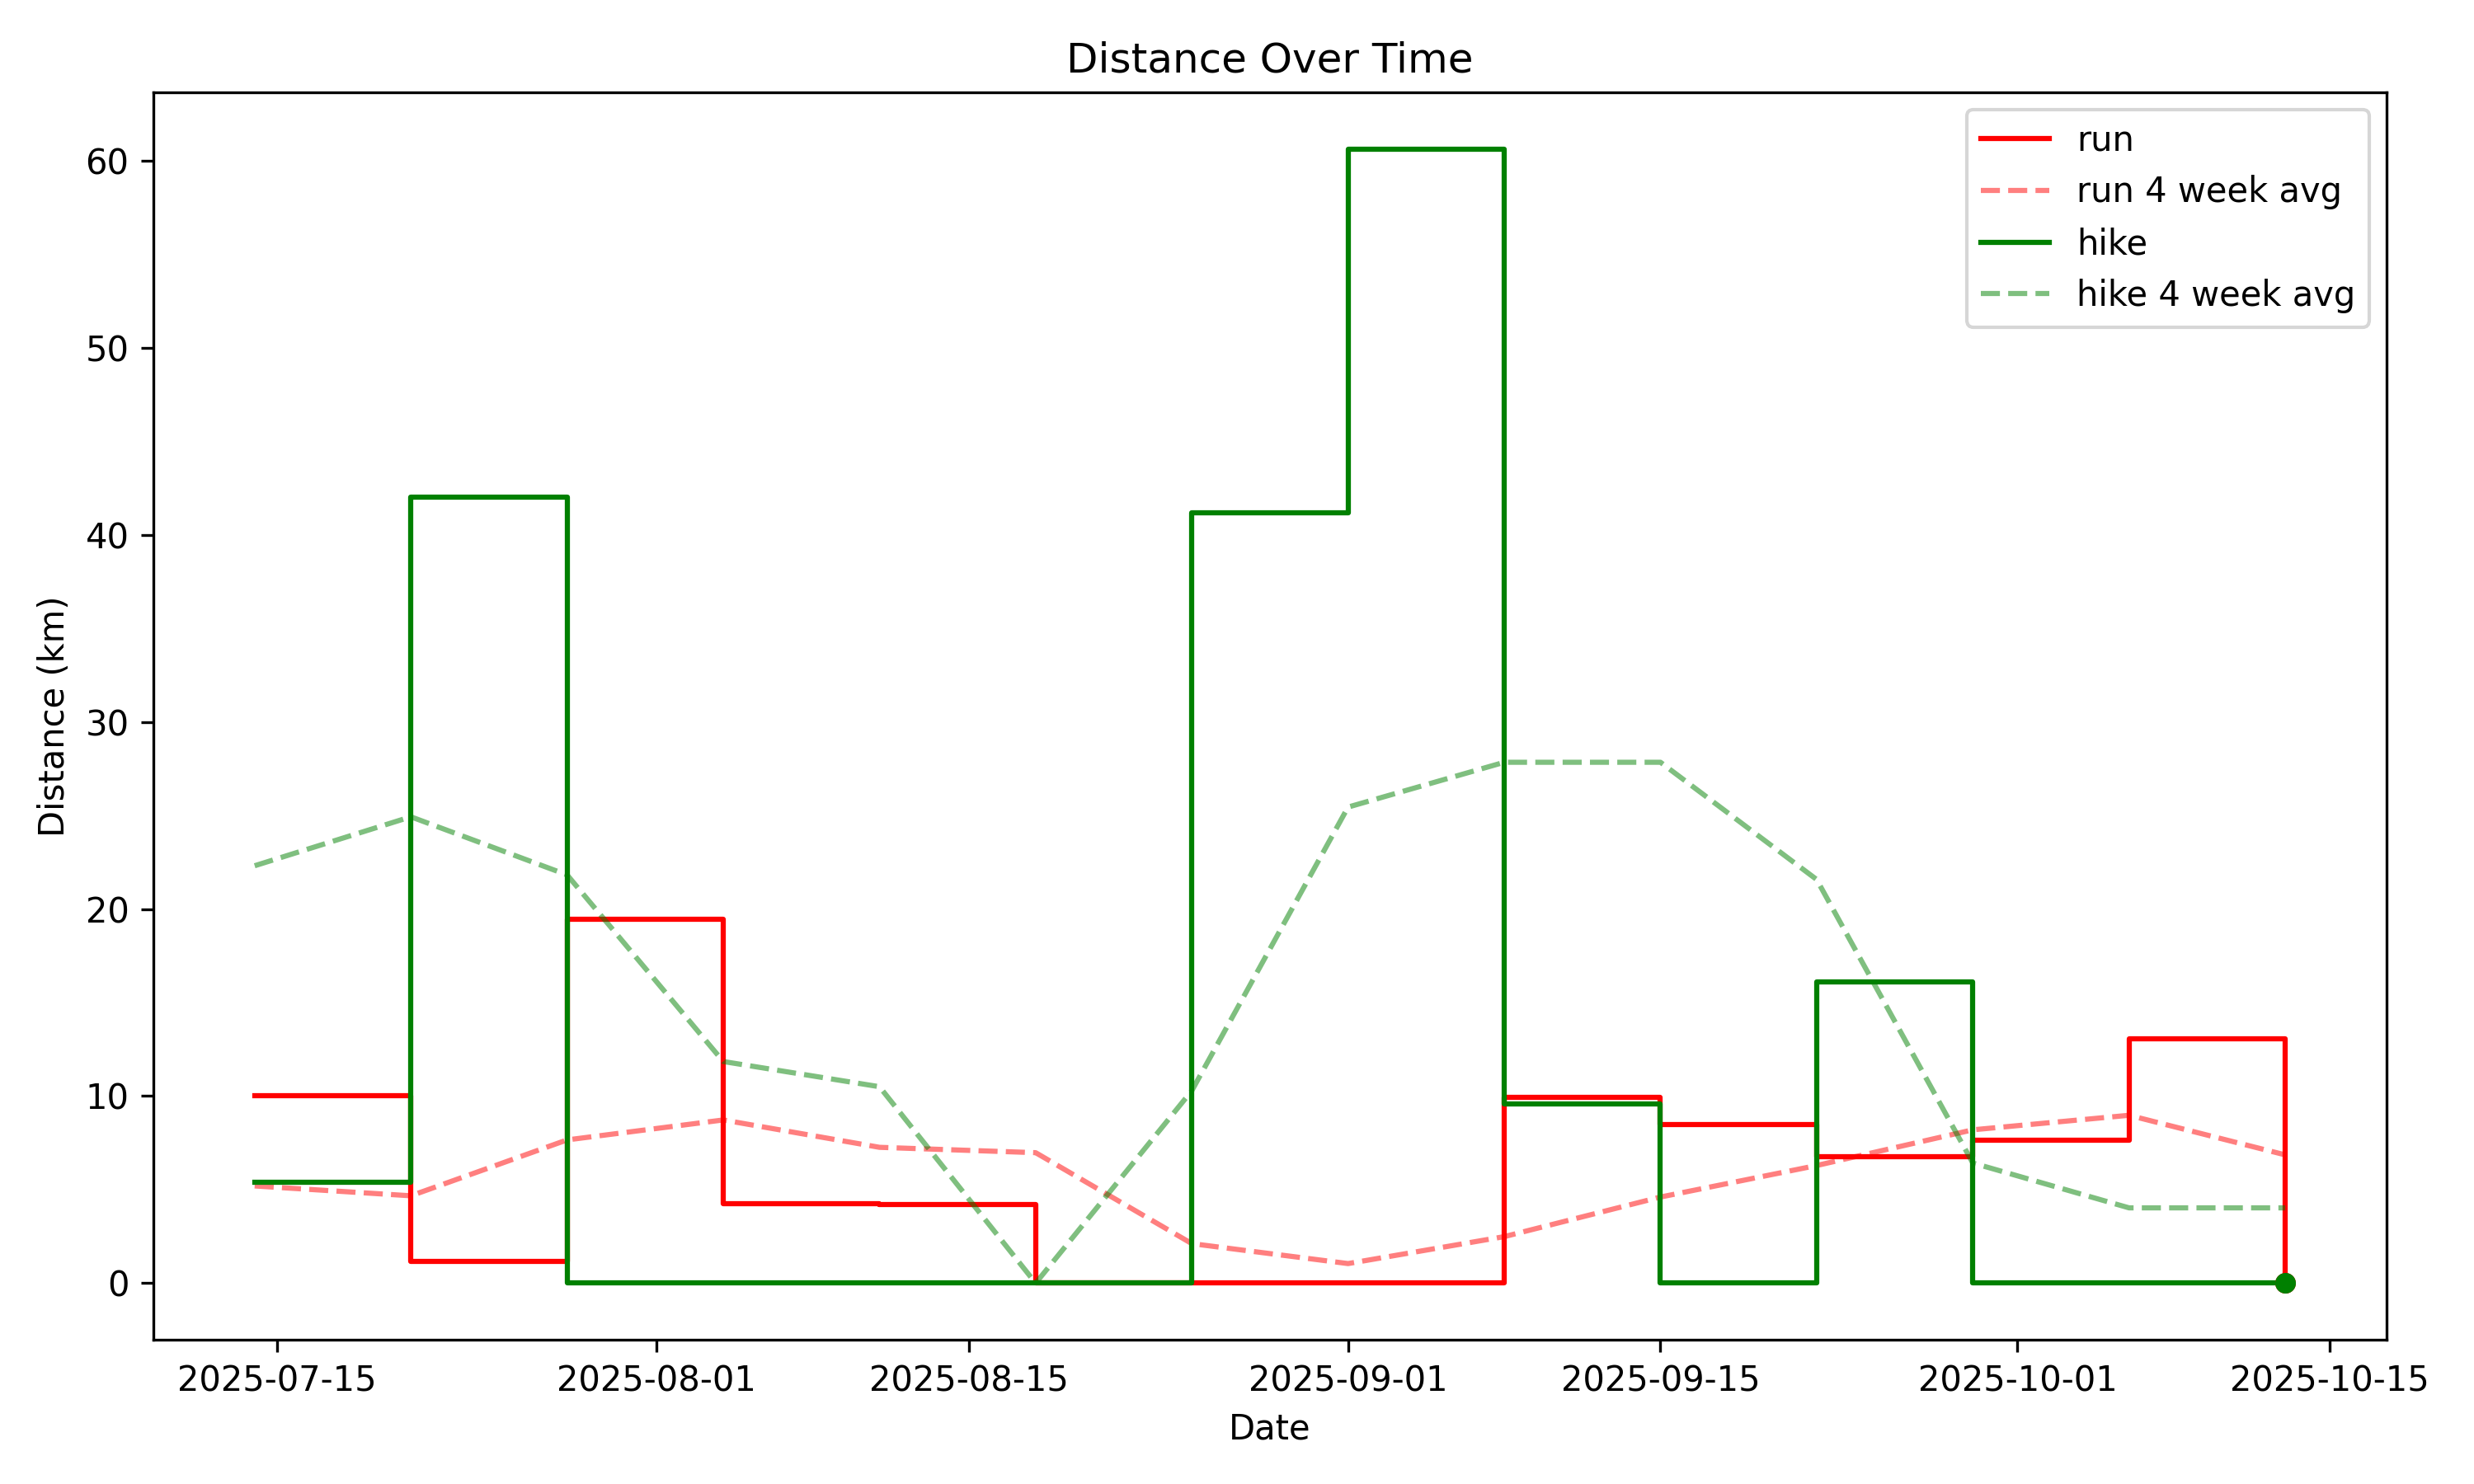 Distance Over Time
run
run 4 week avg
hike
hike 4 week avg
Distance (km)
60
50
40
30
20
10
0
2025-07-15
2025-08-01
2025-08-15
2025-09-01
2025-09-15
2025-10-01
2025-10-15
Date